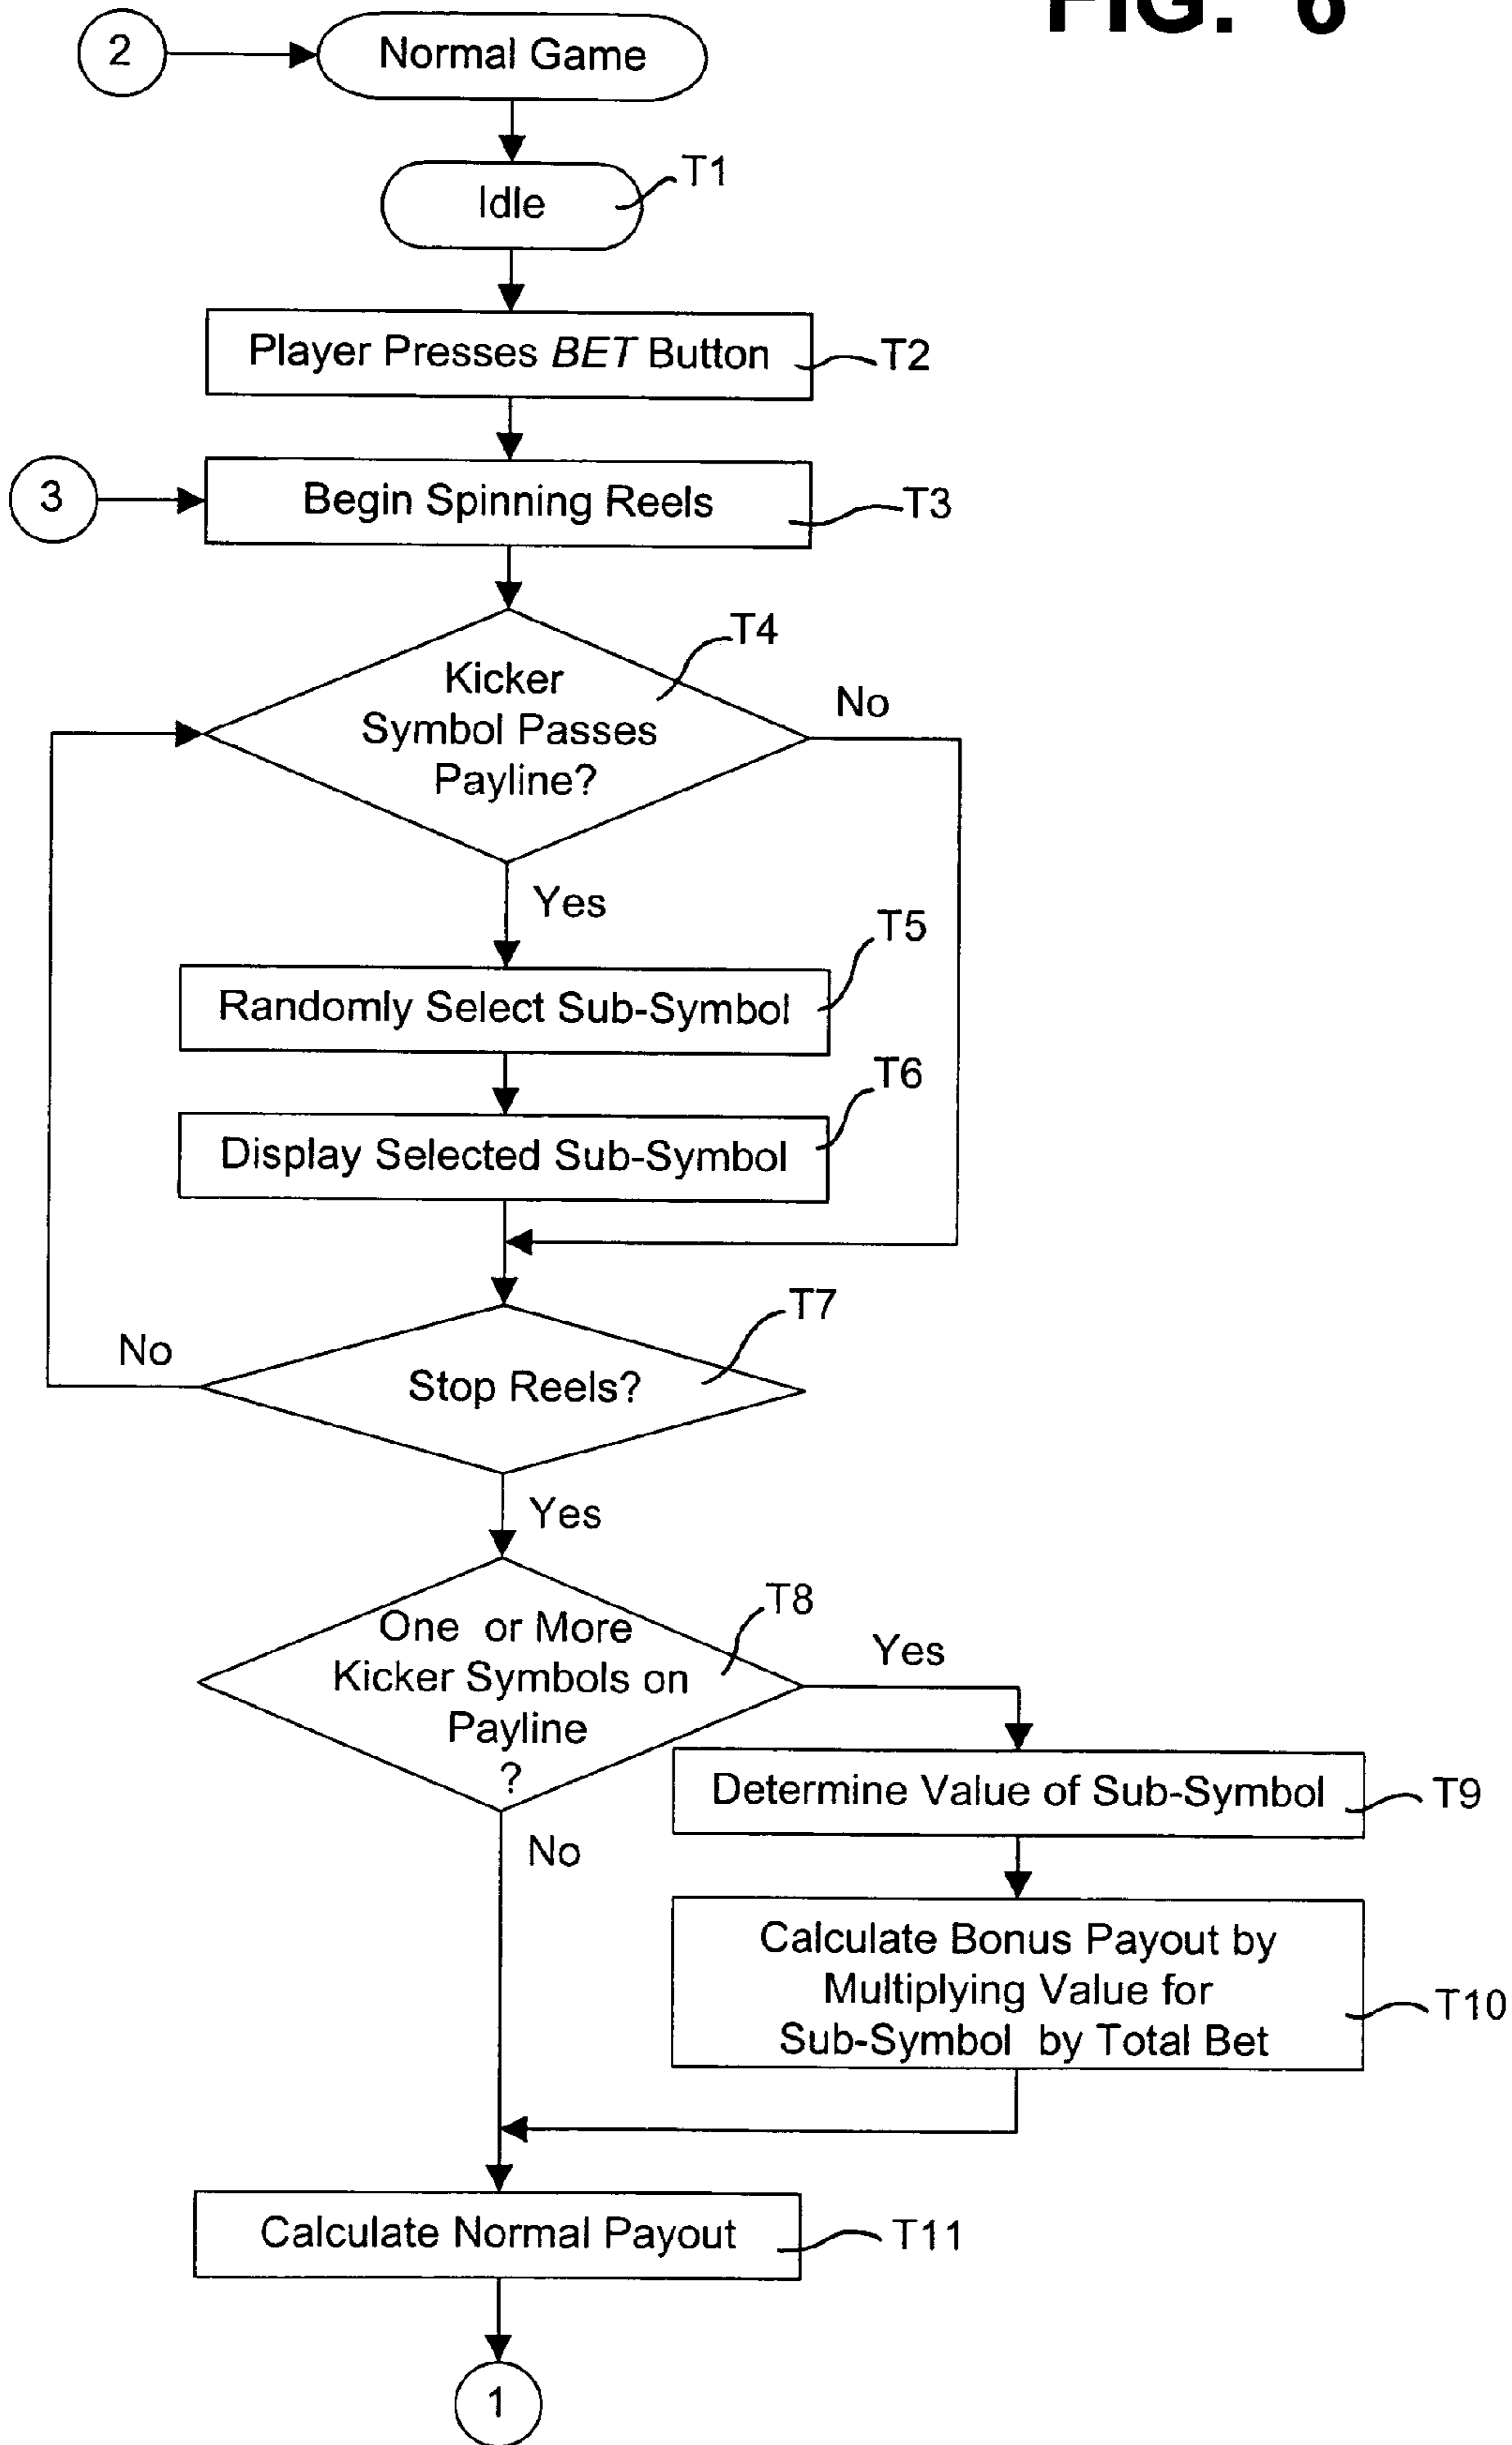 FIG. 6
2
Normal Game
T1
Idle
Player Presses BET Button
T2
3
Begin Spinning Reels
T3
T4
Kicker
Symbol Passes
Payline?
No
Yes
T5
Randomly Select Sub-Symbol
T6
Display Selected Sub-Symbol
T7
No
Stop Reels?
Yes
T8
One or More
Kicker Symbols on
Payline
?
Yes
Determine Value of Sub-Symbol
T9
No
Calculate Bonus Payout by
Multiplying Value for
Sub-Symbol by Total Bet
T10
Calculate Normal Payout
T11
1